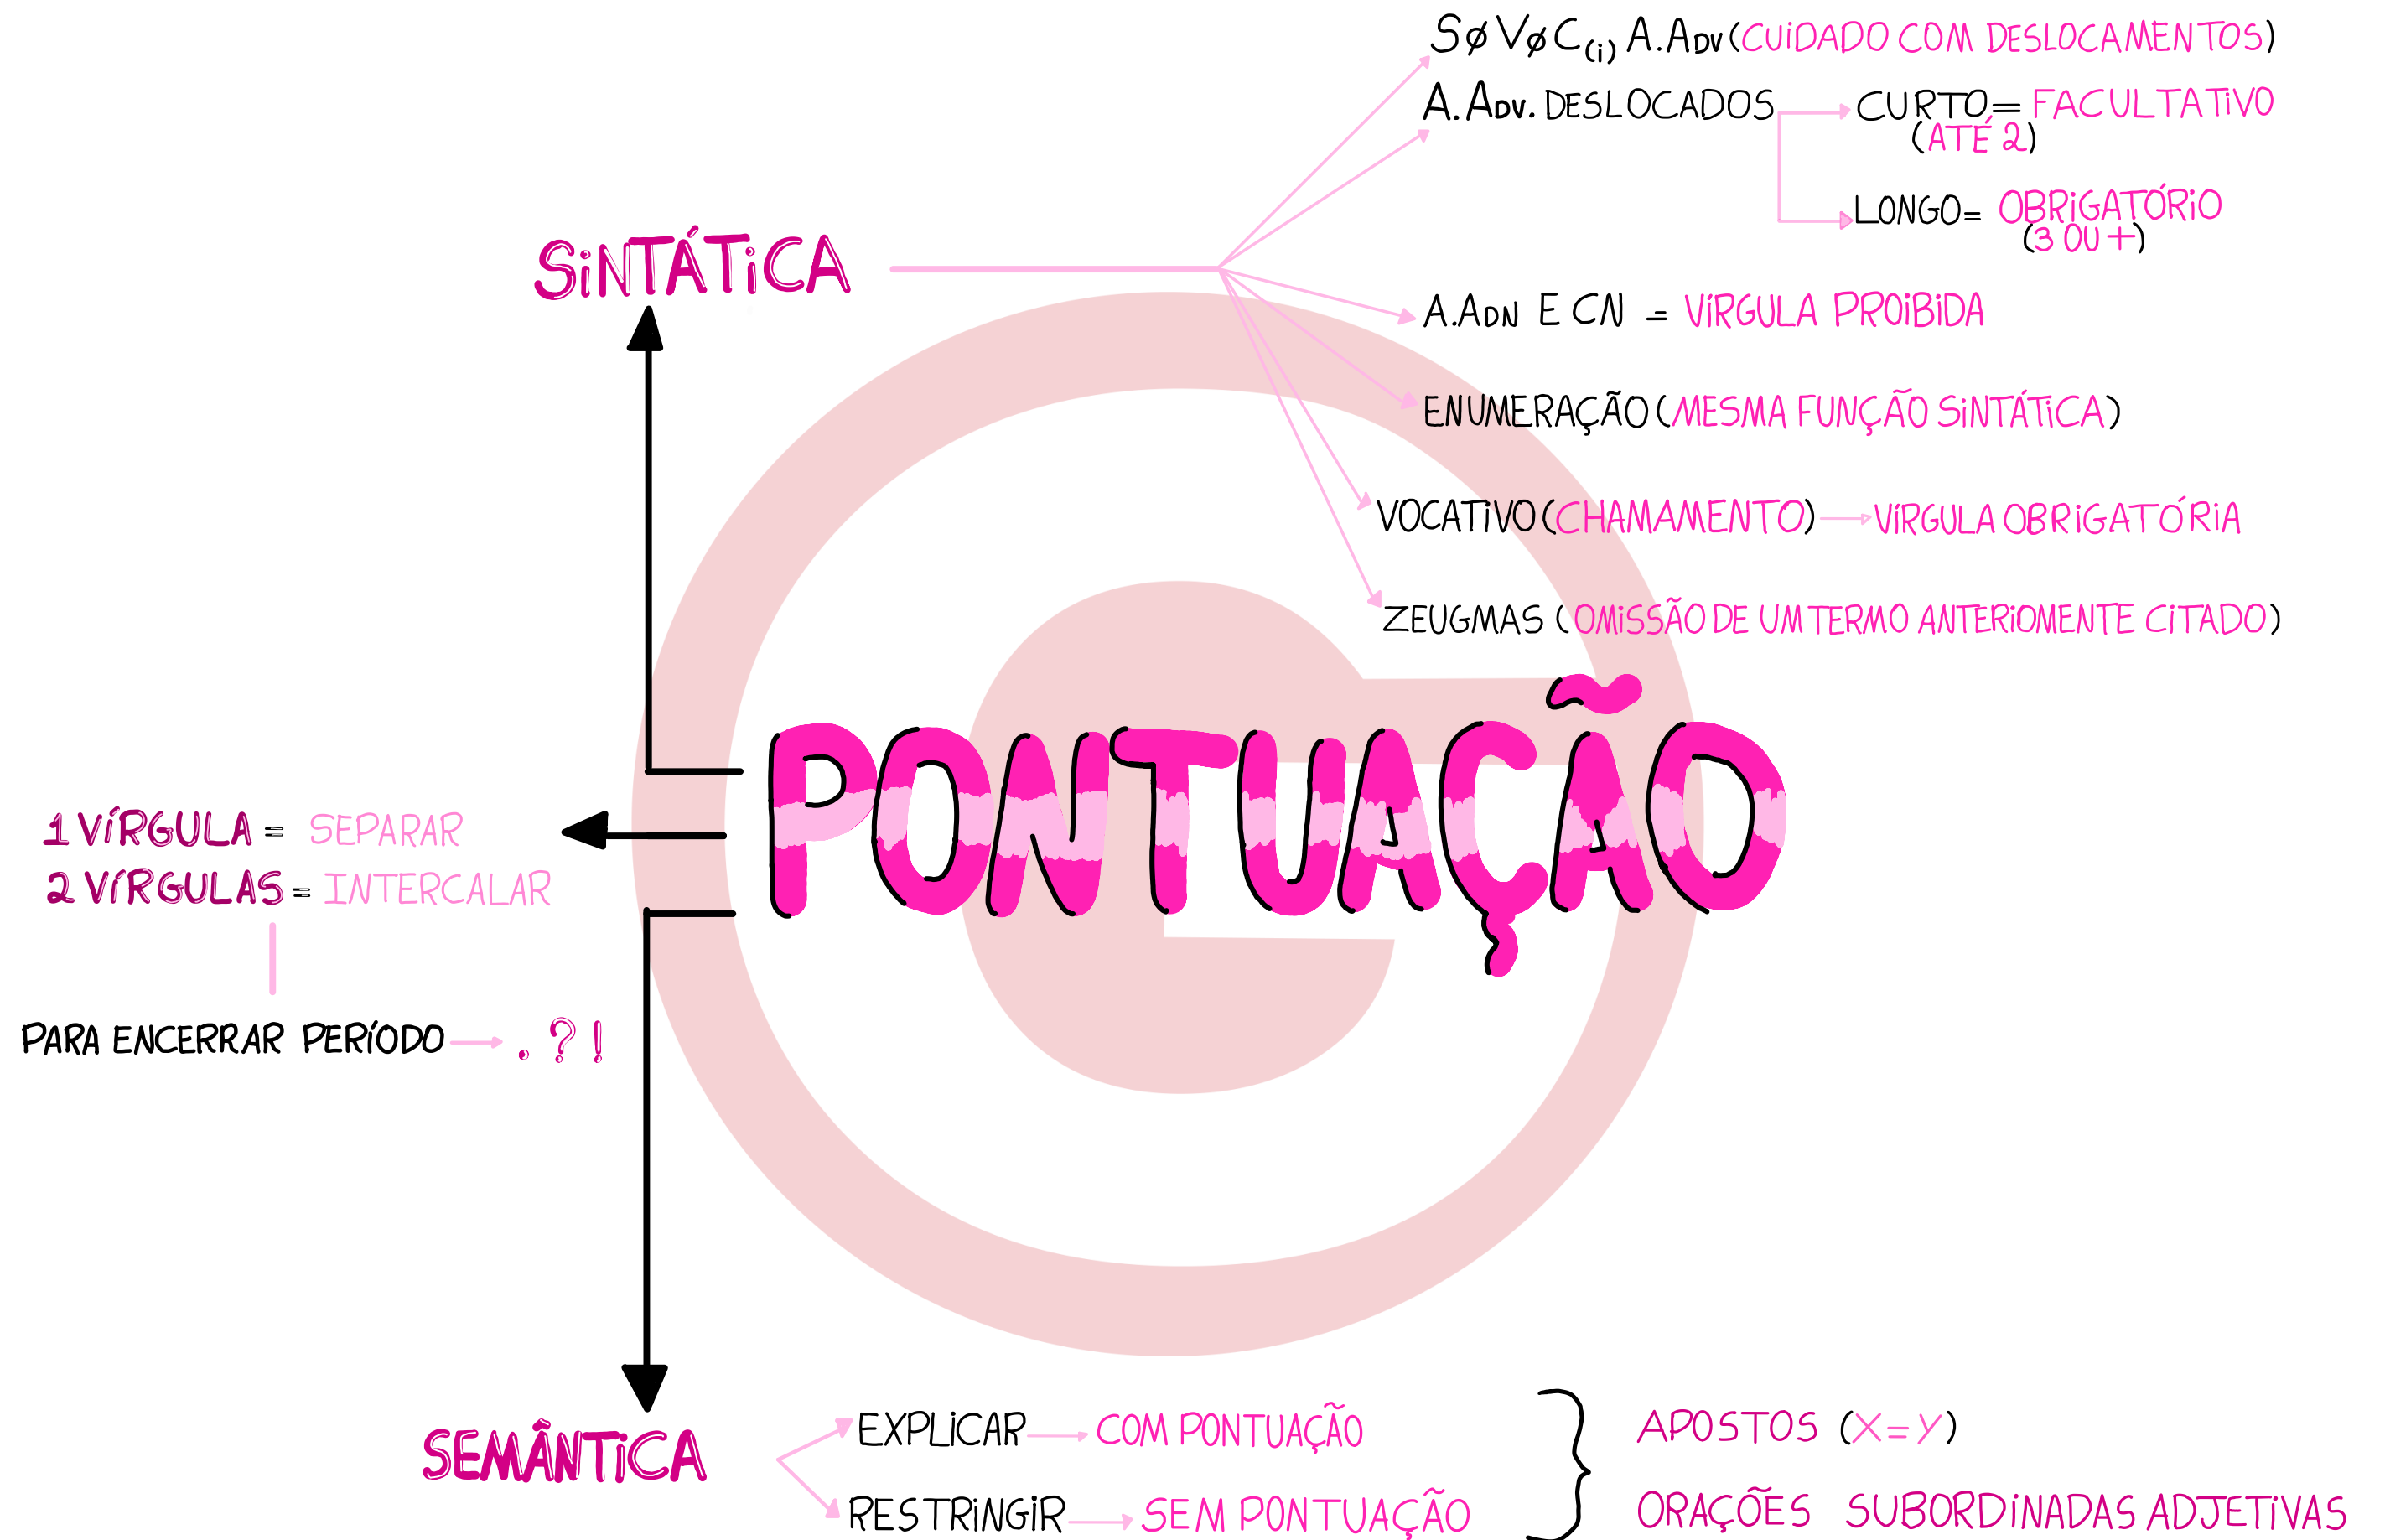 SøVøC(i) A.ADV (CUIDADO COM DESLOCAMENTOS)
A.ADV. DESLOCADOS
CURTO= FACULTATIVO
(ATÉ 2)
LONGO= OBRIGATÓRIO
(3 OU +)
SINTÁTICA
A.ADN E CN = VÍRGULA PROIBIDA
ENUMERAÇÃO (MESMA FUNÇÃO SINTÁTICA)
VOCATIVO (CHAMAMENTO) VÍRGULA OBRIGATÓRIA
ZEUGMAS (OMISSÃO DE UM TERMO ANTERIOMENTE CITADO)
PONTUAÇÃO
1 VÍRGULA = SEPARAR
2 VÍRGULAS = INTERCALAR
PARA ENCERRAR PERÍODO . ? !
SEMÂNTICA
EXPLICAR COM PONTUAÇÃO
RESTRINGIR SEM PONTUAÇÃO
APOSTOS (X=Y)
ORAÇÕES SUBORDINADAS ADJETIVAS